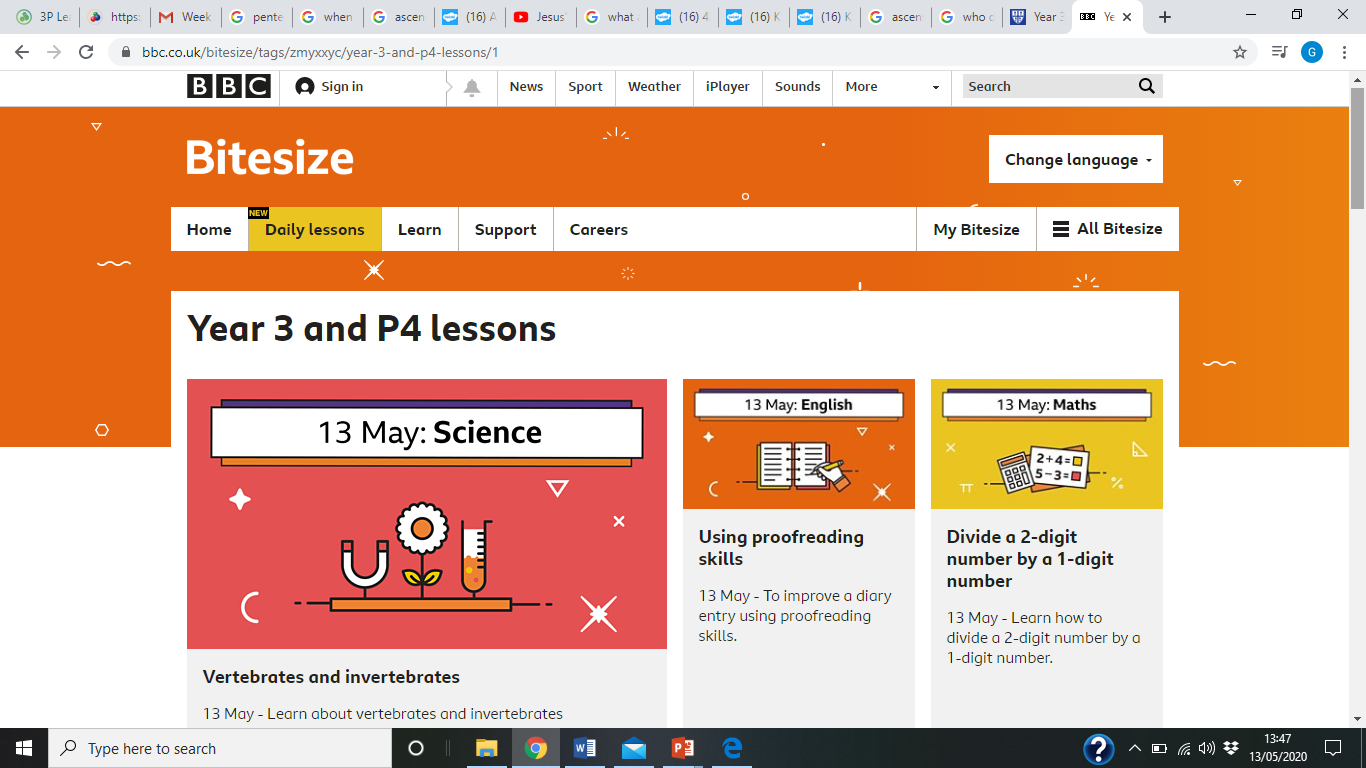 3P Le
https:
Week
pente
when
ascen
(16) A
Jesus'
what a
(16) 4
(16) K
(16) K
ascen
who c
Year 3
Ye
bbc.co.uk/bitesize/tags/zmyxxyc/year-3-and-p4-lessons/1
G
BBC
Sign in
News
Sport
Weather
iPlayer
Sounds
More
Search
Bitesize
Change language
NEW
Home
Daily lessons
Learn
Support
Careers
My Bitesize
All Bitesize
Year 3 and P4 lessons
13 May: Science
13 May: English
13 May: Maths
2+4=
5-3=
Using proofreading
skills
13 May - To improve a diary
entry using proofreading
skills.
Divide a 2-digit
number by a 1-digit
number
13 May - Learn how to
divide a 2-digit number by a
1-digit number.
Vertebrates and invertebrates
13 May - Learn about vertebrates and invertebrates
Type here to search
13:47
13/05/2020